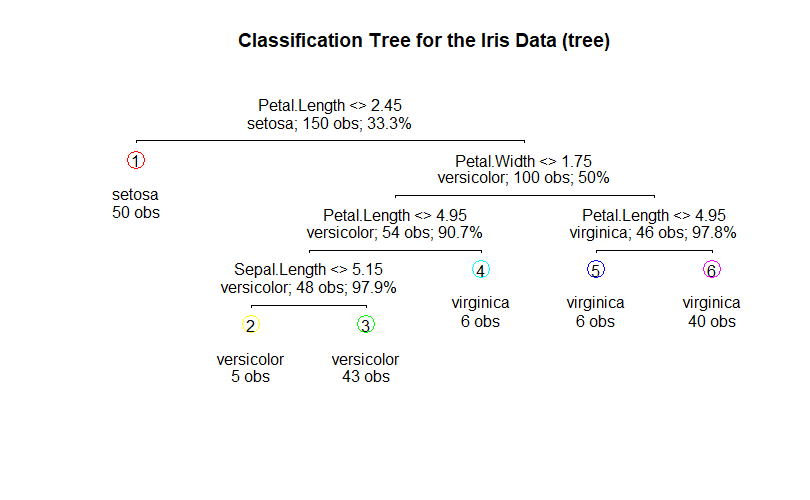 Classification Tree for the Iris Data (tree)
Petal.Length <> 2.45
setosa; 150 obs; 33.3%
1
setosa
50 obs
Petal.Width <> 1.75
versicolor; 100 obs; 50%
Petal.Length <> 4.95
versicolor; 54 obs; 90.7%
Petal.Length <> 4.95
virginica; 46 obs; 97.8%
Sepal.Length <> 5.15
versicolor; 48 obs; 97.9%
4
virginica
6 obs
5
virginica
6 obs
6
virginica
40 obs
2
versicolor
5 obs
3
versicolor
43 obs